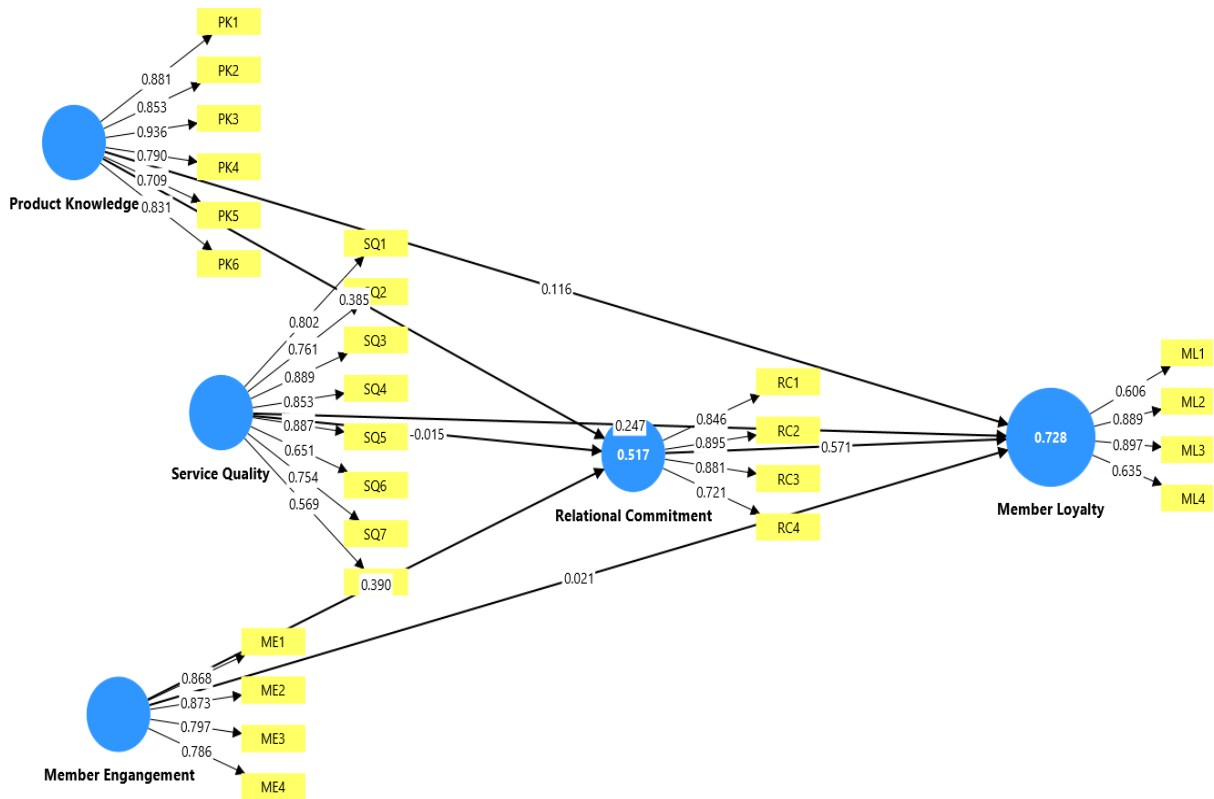 PK1
0.881
PK2
0.853
PK3
0.936
PK4
0.790
0.709
Product Knowledge
0.831
PK5
PK6
SQ1
0.385
Q2
0.116
0.802
0.761
SQ3
0.889
SQ4
0.853
0.887
SQ5
-0.015
0.651
Service Quality
0.754
SQ6
0.569
SQ7
0.390
0.247
0.517
Relational Commitment
RC1
0.846
RC2
0.895
0.881
0.571
RC3
0.721
RC4
0.021
ML1
0.606
ML2
0.889
0.728
0.897
ML3
0.635
ML4
Member Loyalty
ME1
0.868
ME2
0.873
0.797
ME3
0.786
Member Engangement
ME4